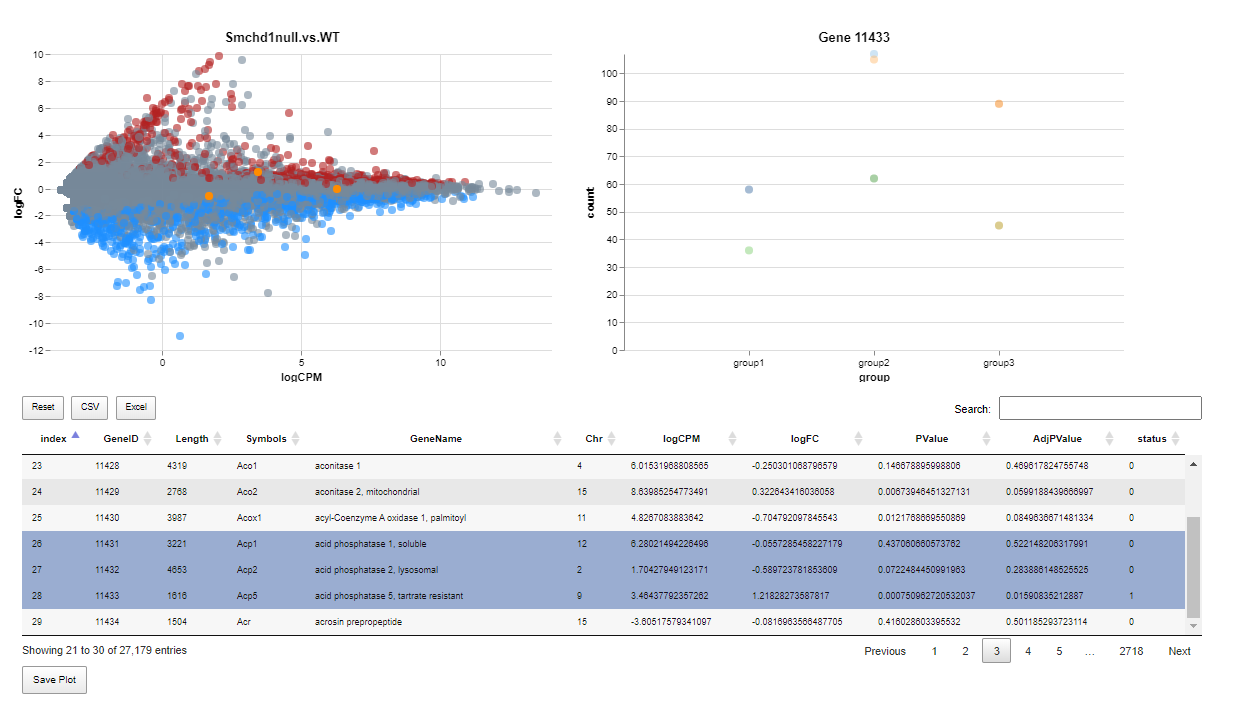 Smchd1null.vs.WT
10
8
6
4
2
0
-2
-4
-6
-8
-10
-12
logFC
0 5 10
logCPM
Gene 11433
100
90
80
70
60
50
40
30
20
10
0
count
group1 group2 group3
group
Reset CSV Excel Search:
index GeneID Length Symbols GeneName Chr logCPM logFC PValue AdjPValue status
23 11428 4319 Aco1 aconitase 1 4 6.01531968808565 -0.250301068796579 0.146678895998806 0.469617824755748 0
24 11429 2768 Aco2 aconitase 2, mitochondrial 15 8.63985254773491 0.322643416036058 0.00673946451327131 0.0599188439666997 0
25 11430 3987 Acox1 acyl-Coenzyme A oxidase 1, palmitoyl 11 4.8267083883642 -0.704792097845543 0.0121768669550869 0.0849636671481334 0
26 11431 3221 Acp1 acid phosphatase 1, soluble 12 6.28021494226496 -0.0557285458227179 0.437060660573762 0.522148206317991 0
27 11432 4653 Acp2 acid phosphatase 2, lysosomal 2 1.70427949123171 -0.589723781853609 0.0722484450991963 0.283886148525525 0
28 11433 1616 Acp5 acid phosphatase 5, tartrate resistant 9 3.46437792357262 1.21828273587817 0.000750962720532037 0.01590835212887 1
29 11434 1504 Acr acrosin prepropeptide 15 -3.60517579341097 -0.0816963566487705 0.416028603395532 0.501185293723114 0
Showing 21 to 30 of 27,179 entries Previous 1 2 3 4 5 … 2718 Next
Save Plot